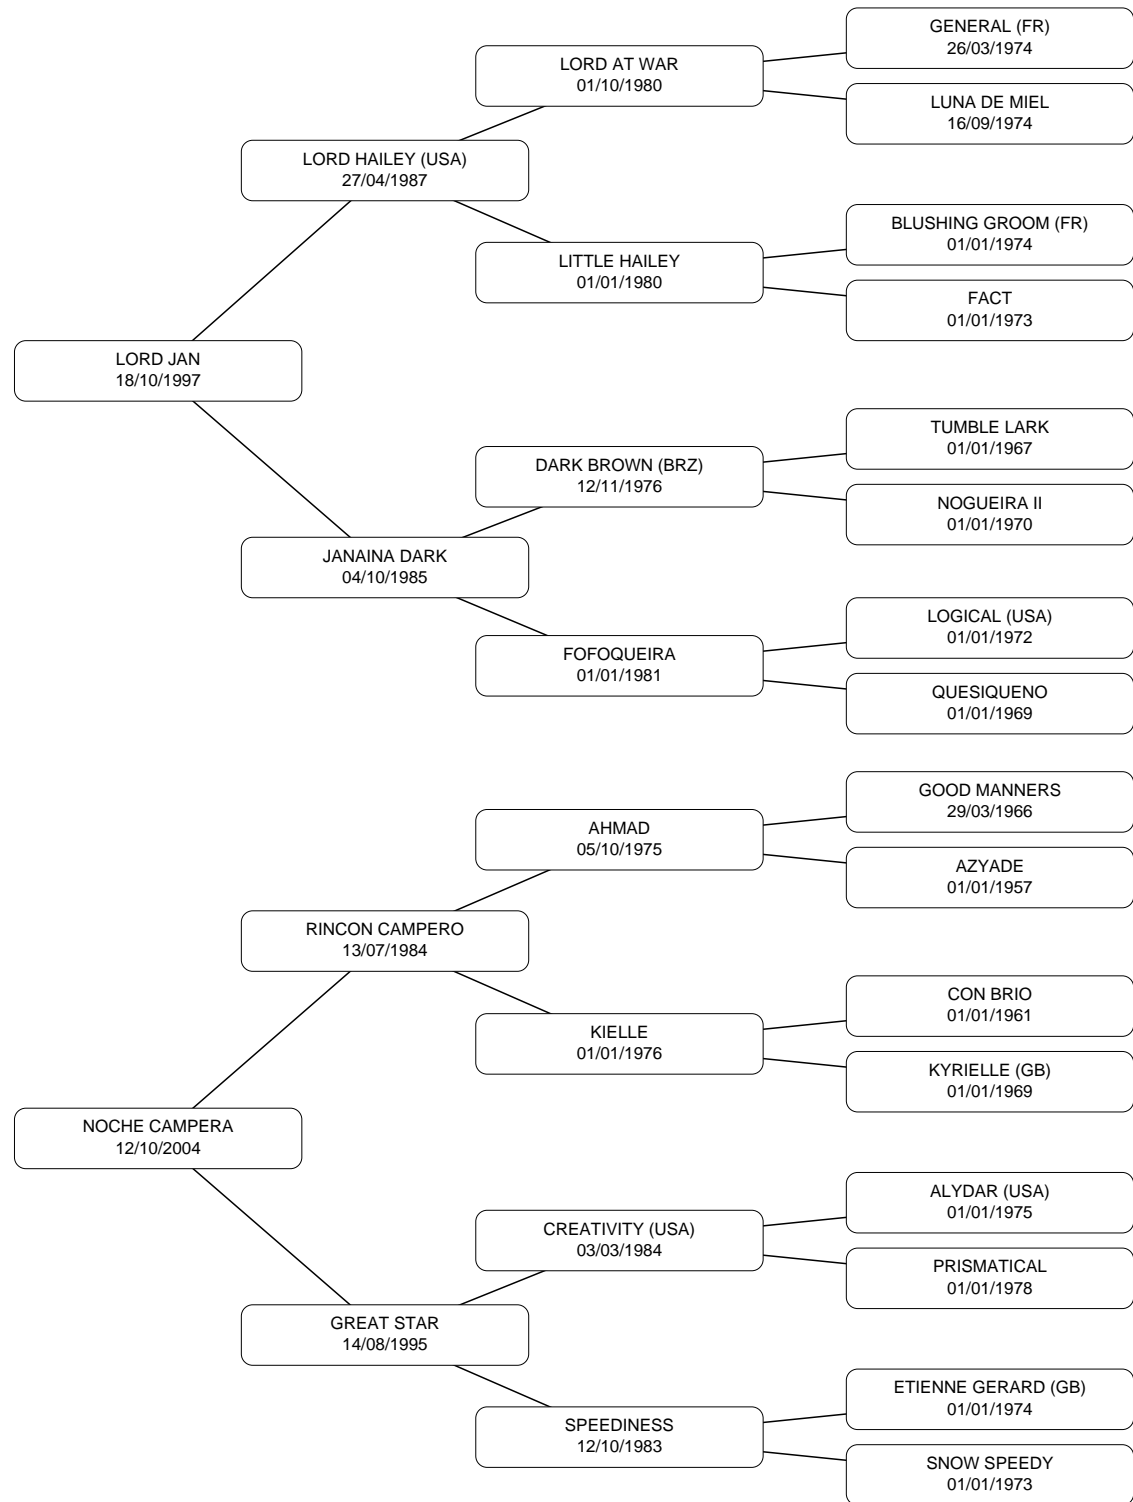 GENERAL (FR)
26/03/1974
LORD AT WAR
01/10/1980
LUNA DE MIEL
16/09/1974
LORD HAILEY (USA)
27/04/1987
BLUSHING GROOM (FR)
01/01/1974
LITTLE HAILEY
01/01/1980
FACT
01/01/1973
LORD JAN
18/10/1997
TUMBLE LARK
01/01/1967
DARK BROWN (BRZ)
12/11/1976
NOGUEIRA II
01/01/1970
JANAINA DARK
04/10/1985
LOGICAL (USA)
01/01/1972
FOFOQUEIRA
01/01/1981
QUESIQUENO
01/01/1969
GOOD MANNERS
29/03/1966
AHMAD
05/10/1975
AZYADE
01/01/1957
RINCON CAMPERO
13/07/1984
CON BRIO
01/01/1961
KIELLE
01/01/1976
KYRIELLE (GB)
01/01/1969
NOCHE CAMPERA
12/10/2004
ALYDAR (USA)
01/01/1975
CREATIVITY (USA)
03/03/1984
PRISMATICAL
01/01/1978
GREAT STAR
14/08/1995
ETIENNE GERARD (GB)
01/01/1974
SPEEDINESS
12/10/1983
SNOW SPEEDY
01/01/1973